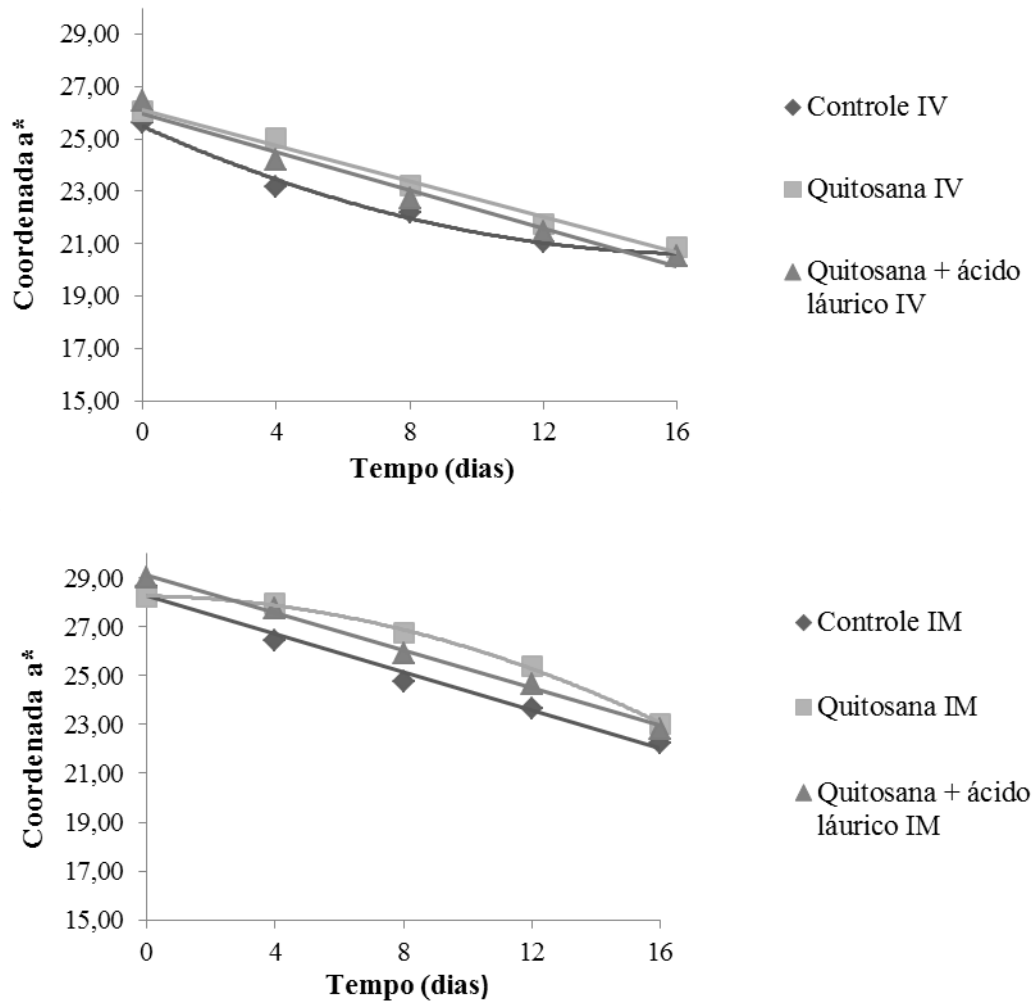 29,00
27,00
25,00
23,00
21,00
19,00
17,00
15,00
Coordenada a*
0 4 8 12 16
Tempo (dias)
Controle IV
Quitosana IV
Quitosana + ácido
láurico IV
29,00
27,00
25,00
23,00
21,00
19,00
17,00
15,00
Coordenada a*
0 4 8 12 16
Tempo (dias)
Controle IM
Quitosana IM
Quitosana + ácido
láurico IM